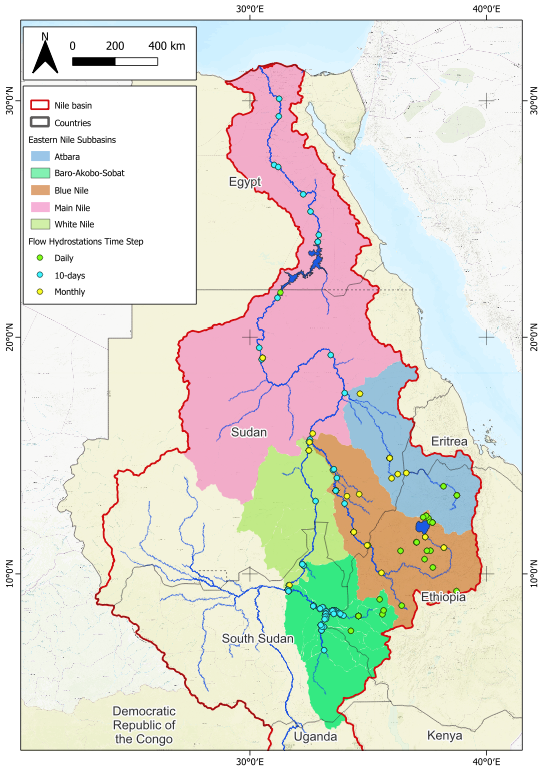 30°0'E
40°0'E
N
0 200 400 km
Nile basin
Countries
Eastern Nile Subbasins
Atbara
Baro-Akobo-Sobat
Blue Nile
Main Nile
White Nile
Flow Hydrostations Time Step
Daily
10-days
Monthly
30°0'N
30°0'N
Egypt
20°0'N
20°0'N
Sudan
Eritrea
10°0'N
10°0'N
Ethiopia
South Sudan
Democratic
Republic of
the Congo
Uganda
Kenya
30°0'E
40°0'E